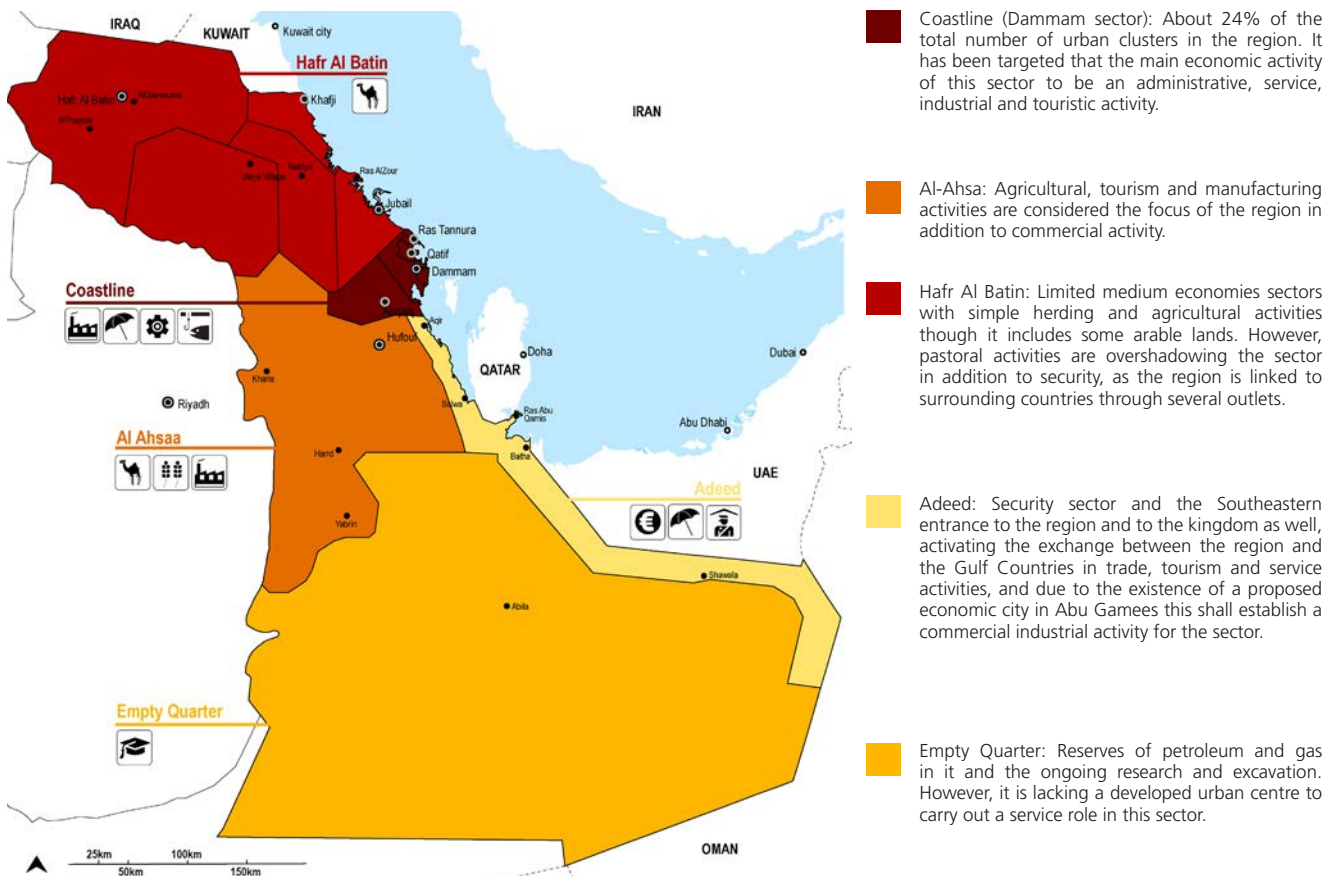 IRAQ
KUWAIT
Kuwait city
Hafr Al Batin
Khafji
Hafr Al Batin
IRAN
Ras AlZour
Jubail
Ras Tannura
Qatif
Dammam
Coastline
Aqir
Hufouf
Doha
Dubai
QATAR
Riyadh
Salwa
Ras Abu
Qamis
Abu Dhabi
Al Ahsaa
Harrd
Batha
UAE
Adeed
Yabrin
Shawala
Abila
Empty Quarter
OMAN
25km 100km
50km 150km
Coastline (Dammam sector): About 24% of the
total number of urban clusters in the region. It
has been targeted that the main economic activity
of this sector to be an administrative, service,
industrial and touristic activity.
Al-Ahsa: Agricultural, tourism and manufacturing
activities are considered the focus of the region in
addition to commercial activity.
Hafr Al Batin: Limited medium economies sectors
with simple herding and agricultural activities
though it includes some arable lands. However,
pastoral activities are overshadowing the sector
in addition to security, as the region is linked to
surrounding countries through several outlets.
Adeed: Security sector and the Southeastern
entrance to the region and to the kingdom as well,
activating the exchange between the region and
the Gulf Countries in trade, tourism and service
activities, and due to the existence of a proposed
economic city in Abu Gamees this shall establish a
commercial industrial activity for the sector.
Empty Quarter: Reserves of petroleum and gas
in it and the ongoing research and excavation.
However, it is lacking a developed urban centre to
carry out a service role in this sector.